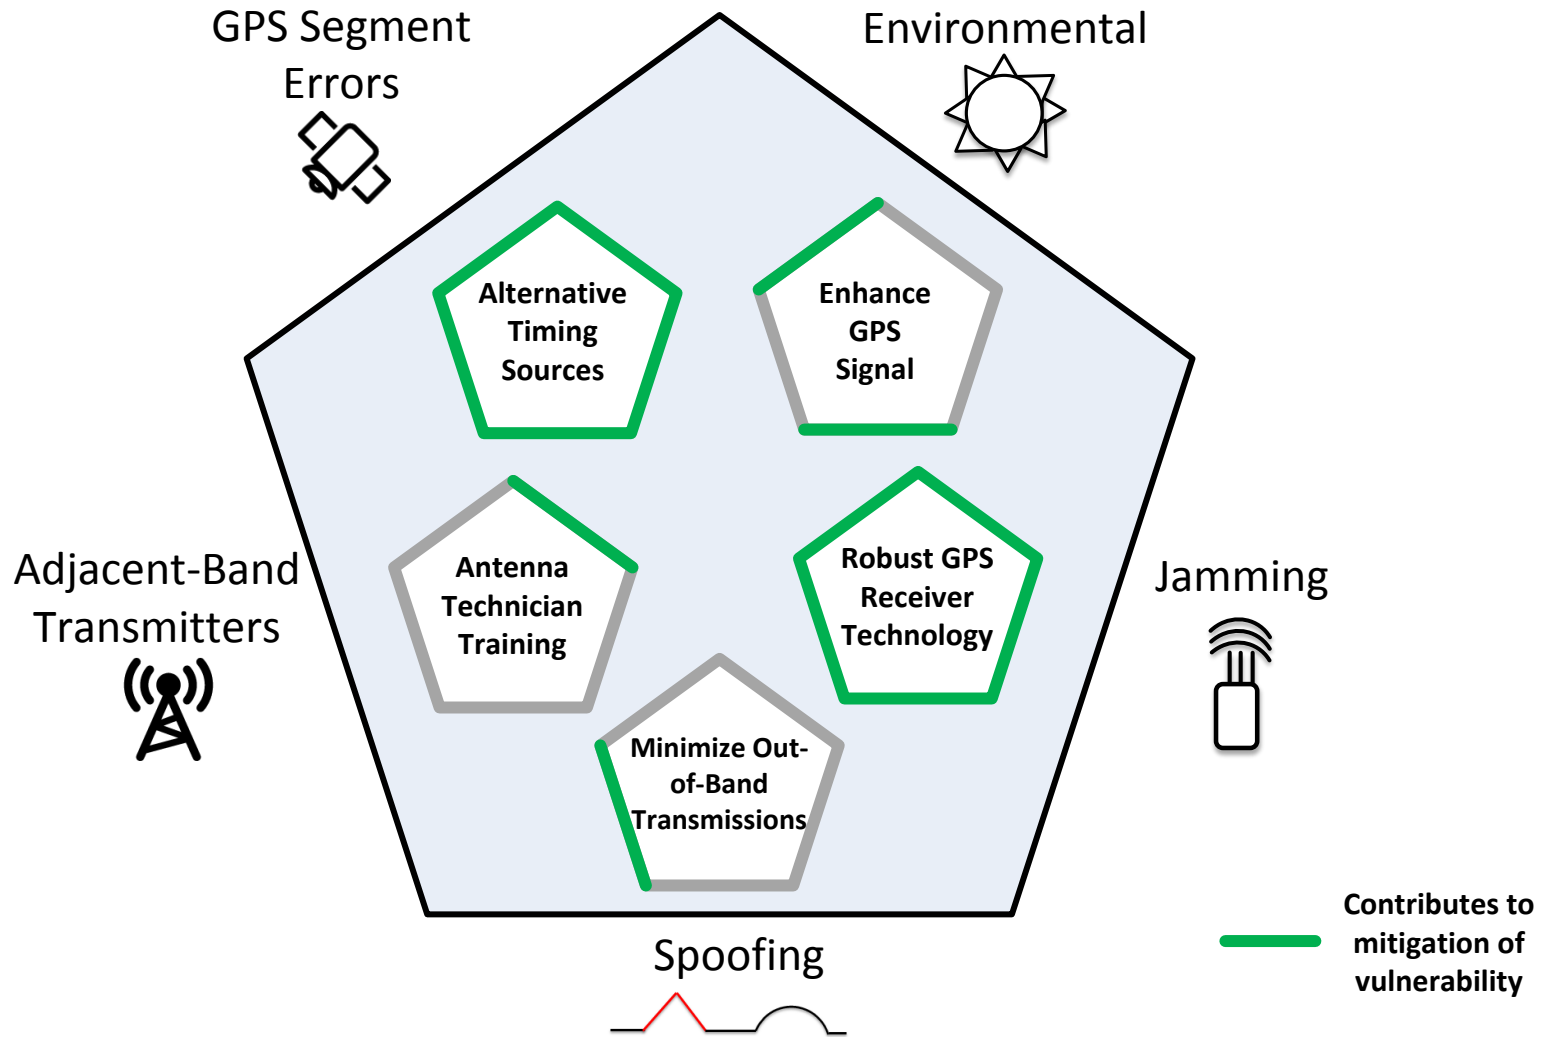 GPS Segment
Errors
Environmental
Alternative
Timing
Sources
Enhance
GPS
Signal
Adjacent-Band
Transmitters
Antenna
Technician
Training
Robust GPS
Receiver
Technology
Jamming
Minimize Out-
of-Band
Transmissions
Spoofing
Contributes to
mitigation of
vulnerability